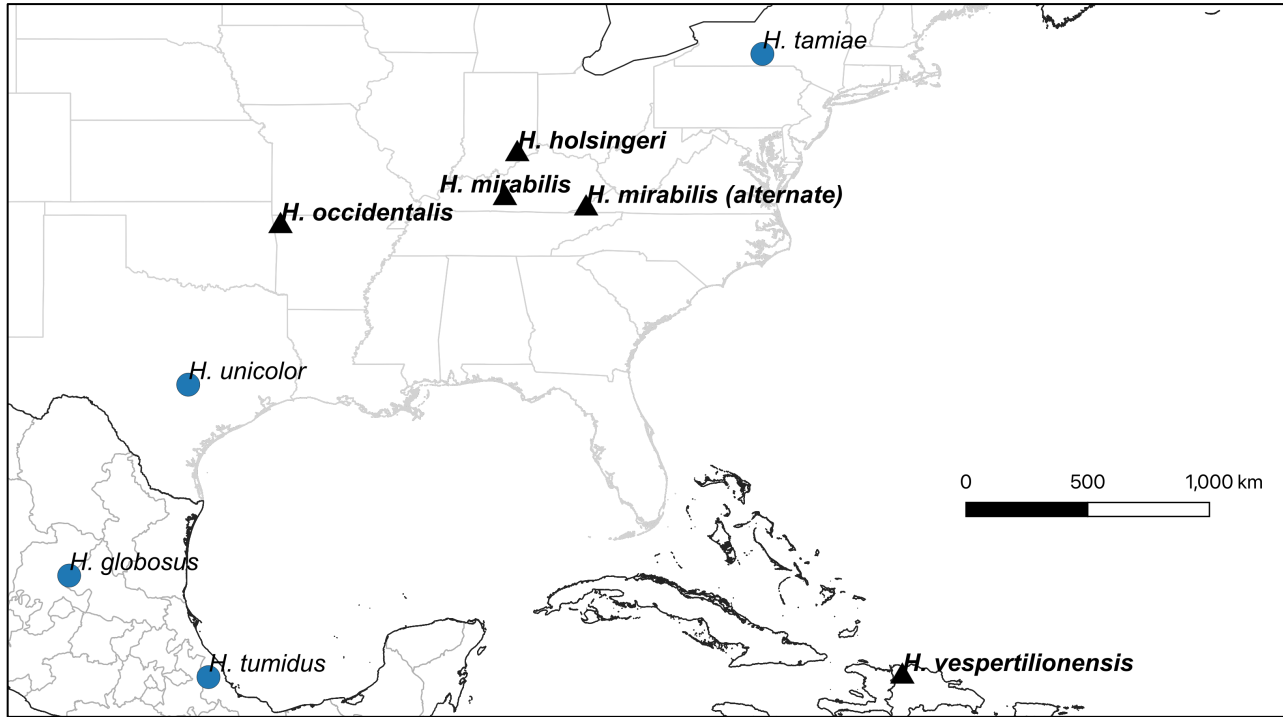 H. tamiae
H. holsingeri
H. mirabilis
H. mirabilis (alternate)
H. occidentalis
H. unicolor
0 500 1,000 km
H. globosus
H. tumidus
H. vespertilionensis